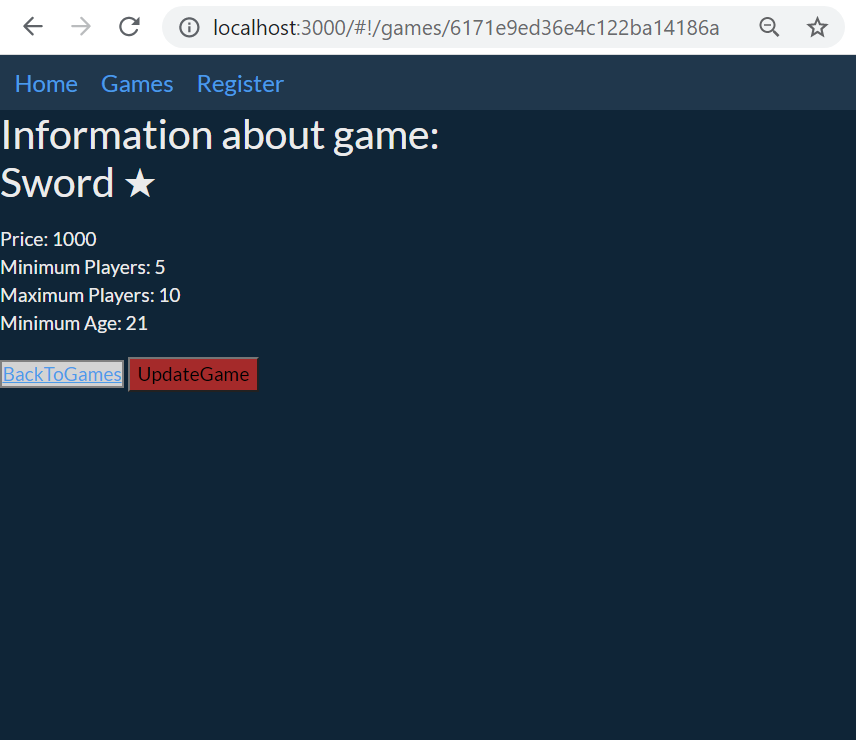 localhost:3000/#!/games/6171e9ed36e4c122ba14186a
Home Games Register
Information about game:
Sword ★
Price: 1000
Minimum Players: 5
Maximum Players: 10
Minimum Age: 21
BackToGames UpdateGame